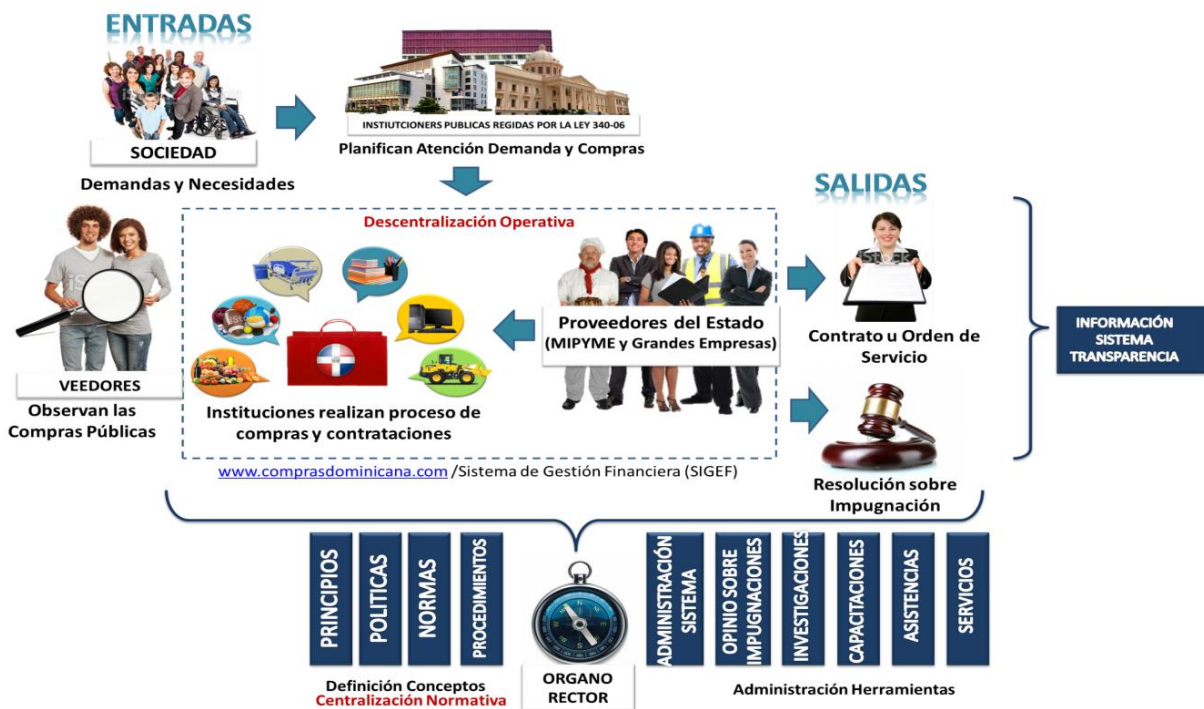 ENTRADAS
SOCIEDAD
Demandas y Necesidades
INSTIUTCIONERS PUBLICAS REGIDAS POR LA LEY 340-06
Planifican Atención Demanda y Compras
VEEDORES
Observan las
Compras Públicas
Descentralización Operativa
Instituciones realizan proceso de
compras y contrataciones
Proveedores del Estado
(MIPYME y Grandes Empresas)
www.comprasdominicana.com /Sistema de Gestión Financiera (SIGEF)
SALIDAS
iStock
Contrato u Orden de
Servicio
Resolución sobre
Impugnación
INFORMACIÓN
SISTEMA
TRANSPARENCIA
PRINCIPIOS
POLITICAS
NORMAS
PROCEDIMIENTOS
Definición Conceptos
Centralización Normativa
ORGANO
RECTOR
ADMINISTRACIÓN
SISTEMA
OPINIO SOBRE
IMPUGNACIONES
INVESTIGACIONES
CAPACITACIONES
ASISTENCIAS
SERVICIOS
Administración Herramientas